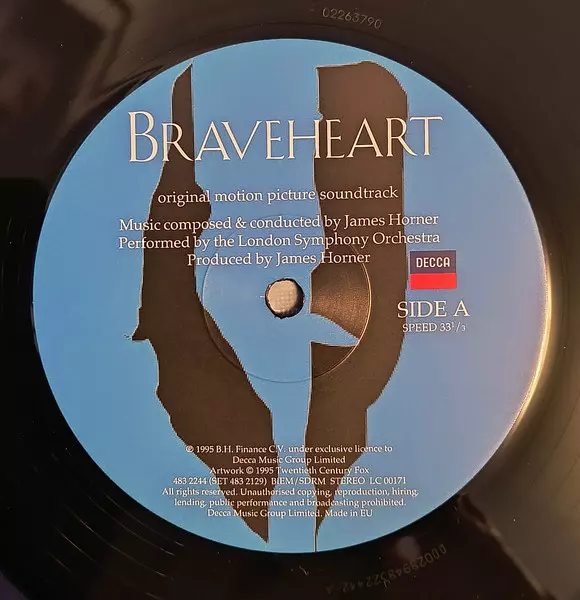 02263790
BRAVEHEART
original motion picture soundtrack
Music composed & conducted by James Horner
Performed by the London Symphony Orchestra
Produced by James Horner
DECCA
SIDE A
SPEED 33⅓
℗ 1995 B.H. Finance C.V. under exclusive licence to
Decca Music Group Limited
Artwork © 1995 Twentieth Century Fox
483 2244 (SET 483 2129) BIEM/SDRM STEREO LC 00171
All rights reserved. Unauthorised copying, reproduction, hiring,
lending, public performance and broadcasting prohibited.
Decca Music Group Limited. Made in EU